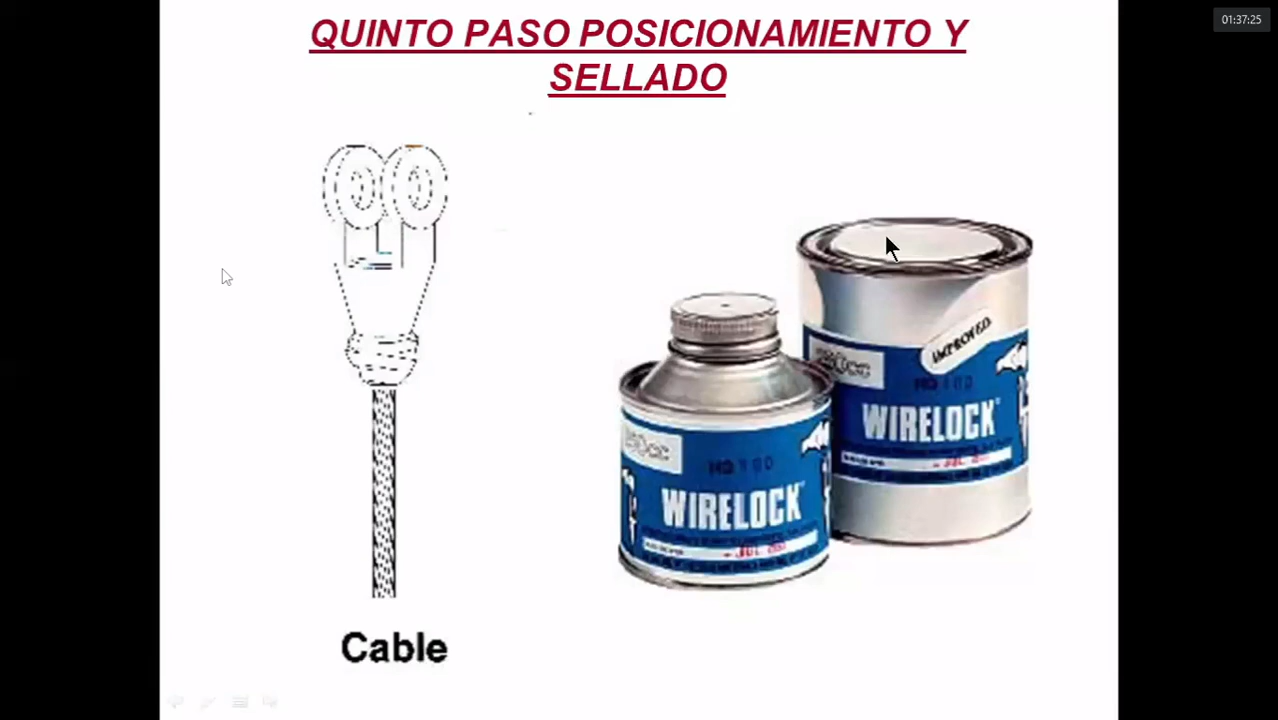 01:37:25
QUINTO PASO POSICIONAMIENTO Y
SELLADO
IMPROVED
WIRELOCK
WIRELOCK
Cable